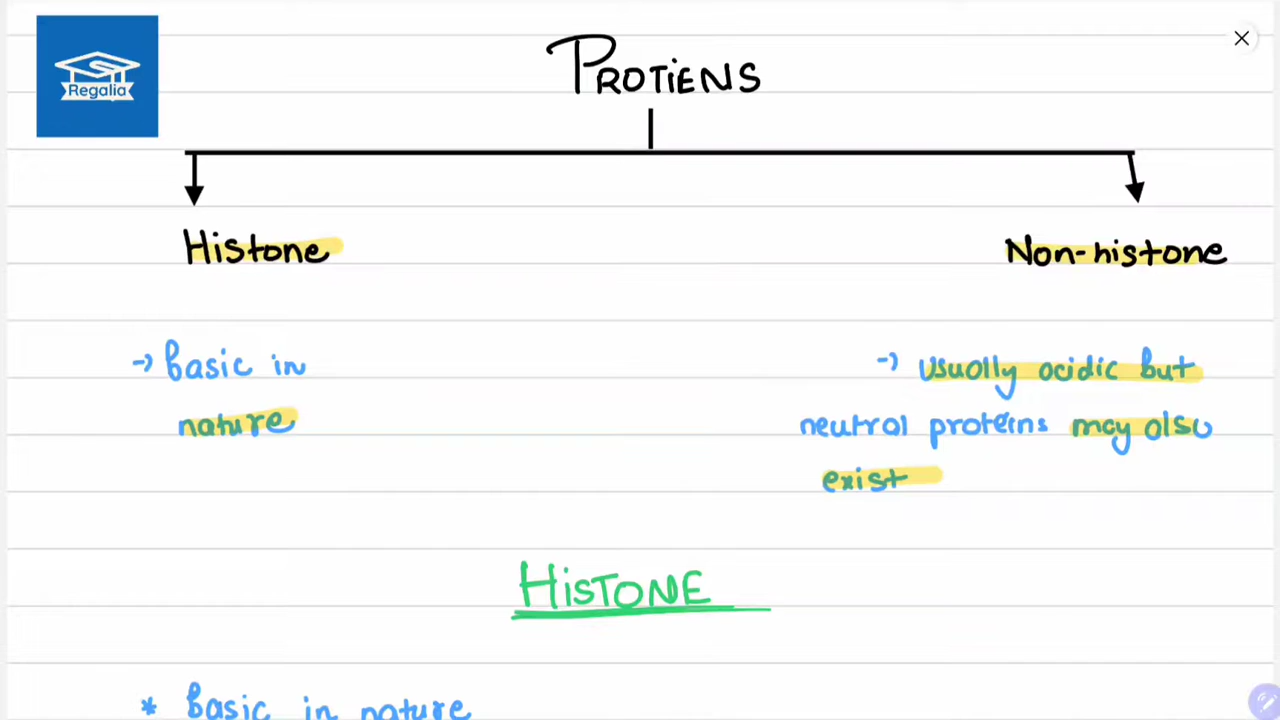 Regalia
PROTIENS
Histone
Non-histone
→ Basic in
nature
→ Usually acidic but
neutral proteins may also
exist
HISTONE
* Basic in nature